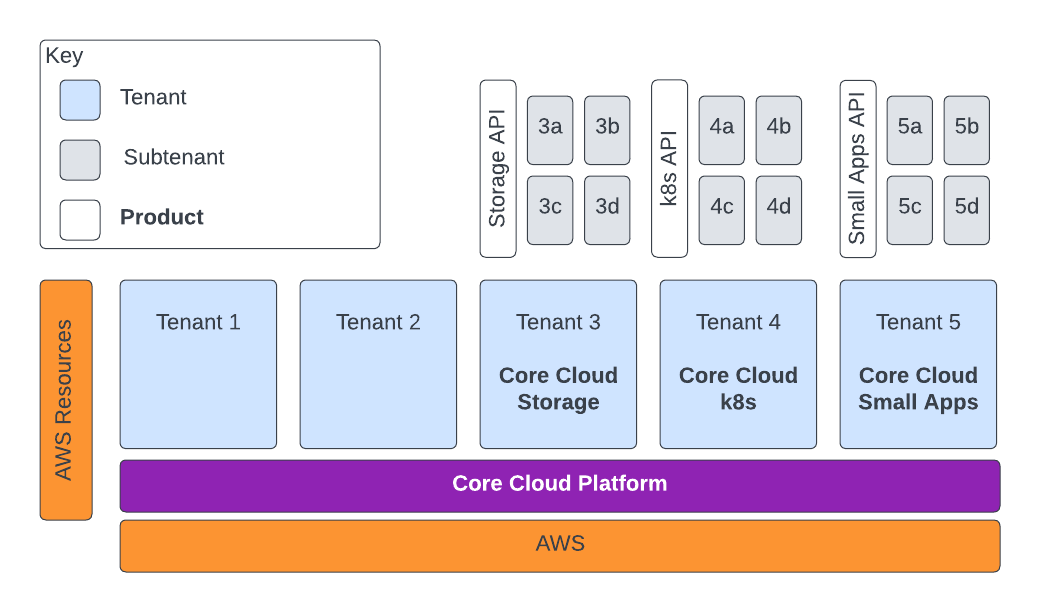 Key
Tenant
Subtenant
Product
Storage API
3a
3b
3c
3d
k8s API
4a
4b
4c
4d
Small Apps API
5a
5b
5c
5d
AWS Resources
Tenant 1
Tenant 2
Tenant 3
Core Cloud
Storage
Tenant 4
Core Cloud
k8s
Tenant 5
Core Cloud
Small Apps
Core Cloud Platform
AWS